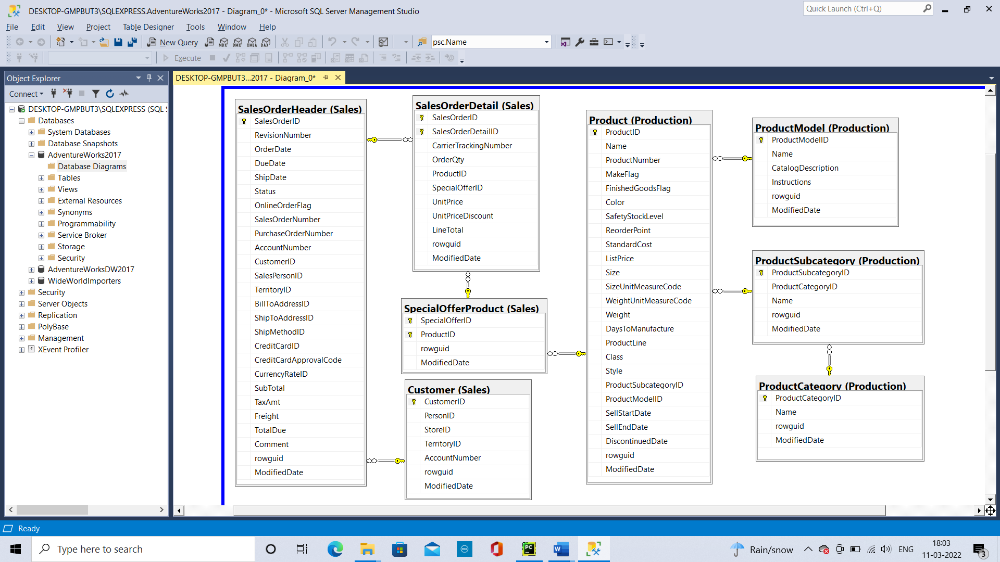 DESKTOP-GMPBUT3\SQLEXPRESS.AdventureWorks2017 - Diagram_0* - Microsoft SQL Server Management Studio
Quick Launch (Ctrl+Q)
File Edit View Project Table Designer Tools Window Help
New Query
MDX DMX XMLA DAX
psc.Name
Execute
Object Explorer
Connect
DESKTOP-GMPBUT3\SQLEXPRESS (SQL S
Databases
System Databases
Database Snapshots
AdventureWorks2017
Database Diagrams
Tables
Views
External Resources
Synonyms
Programmability
Service Broker
Storage
Security
AdventureWorksDW2017
WideWorldImporters
Security
Server Objects
Replication
PolyBase
Management
XEvent Profiler
DESKTOP-GMPBUT3...2017 - Diagram_0*
SalesOrderHeader (Sales)
SalesOrderID
RevisionNumber
OrderDate
DueDate
ShipDate
Status
OnlineOrderFlag
SalesOrderNumber
PurchaseOrderNumber
AccountNumber
CustomerID
SalesPersonID
TerritoryID
BillToAddressID
ShipToAddressID
ShipMethodID
CreditCardID
CreditCardApprovalCode
CurrencyRateID
SubTotal
TaxAmt
Freight
TotalDue
Comment
rowguid
ModifiedDate
SalesOrderDetail (Sales)
SalesOrderID
SalesOrderDetailID
CarrierTrackingNumber
OrderQty
ProductID
SpecialOfferID
UnitPrice
UnitPriceDiscount
LineTotal
rowguid
ModifiedDate
SpecialOfferProduct (Sales)
SpecialOfferID
ProductID
rowguid
ModifiedDate
Customer (Sales)
CustomerID
PersonID
StoreID
TerritoryID
AccountNumber
rowguid
ModifiedDate
Product (Production)
ProductID
Name
ProductNumber
MakeFlag
FinishedGoodsFlag
Color
SafetyStockLevel
ReorderPoint
StandardCost
ListPrice
Size
SizeUnitMeasureCode
WeightUnitMeasureCode
Weight
DaysToManufacture
ProductLine
Class
Style
ProductSubcategoryID
ProductModelID
SellStartDate
SellEndDate
DiscontinuedDate
rowguid
ModifiedDate
ProductModel (Production)
ProductModelID
Name
CatalogDescription
Instructions
rowguid
ModifiedDate
ProductSubcategory (Production)
ProductSubcategoryID
ProductCategoryID
Name
rowguid
ModifiedDate
ProductCategory (Production)
ProductCategoryID
Name
rowguid
ModifiedDate
Ready
Type here to search
DELL
PC
W
Rain/snow
ENG
18:03
11-03-2022
3